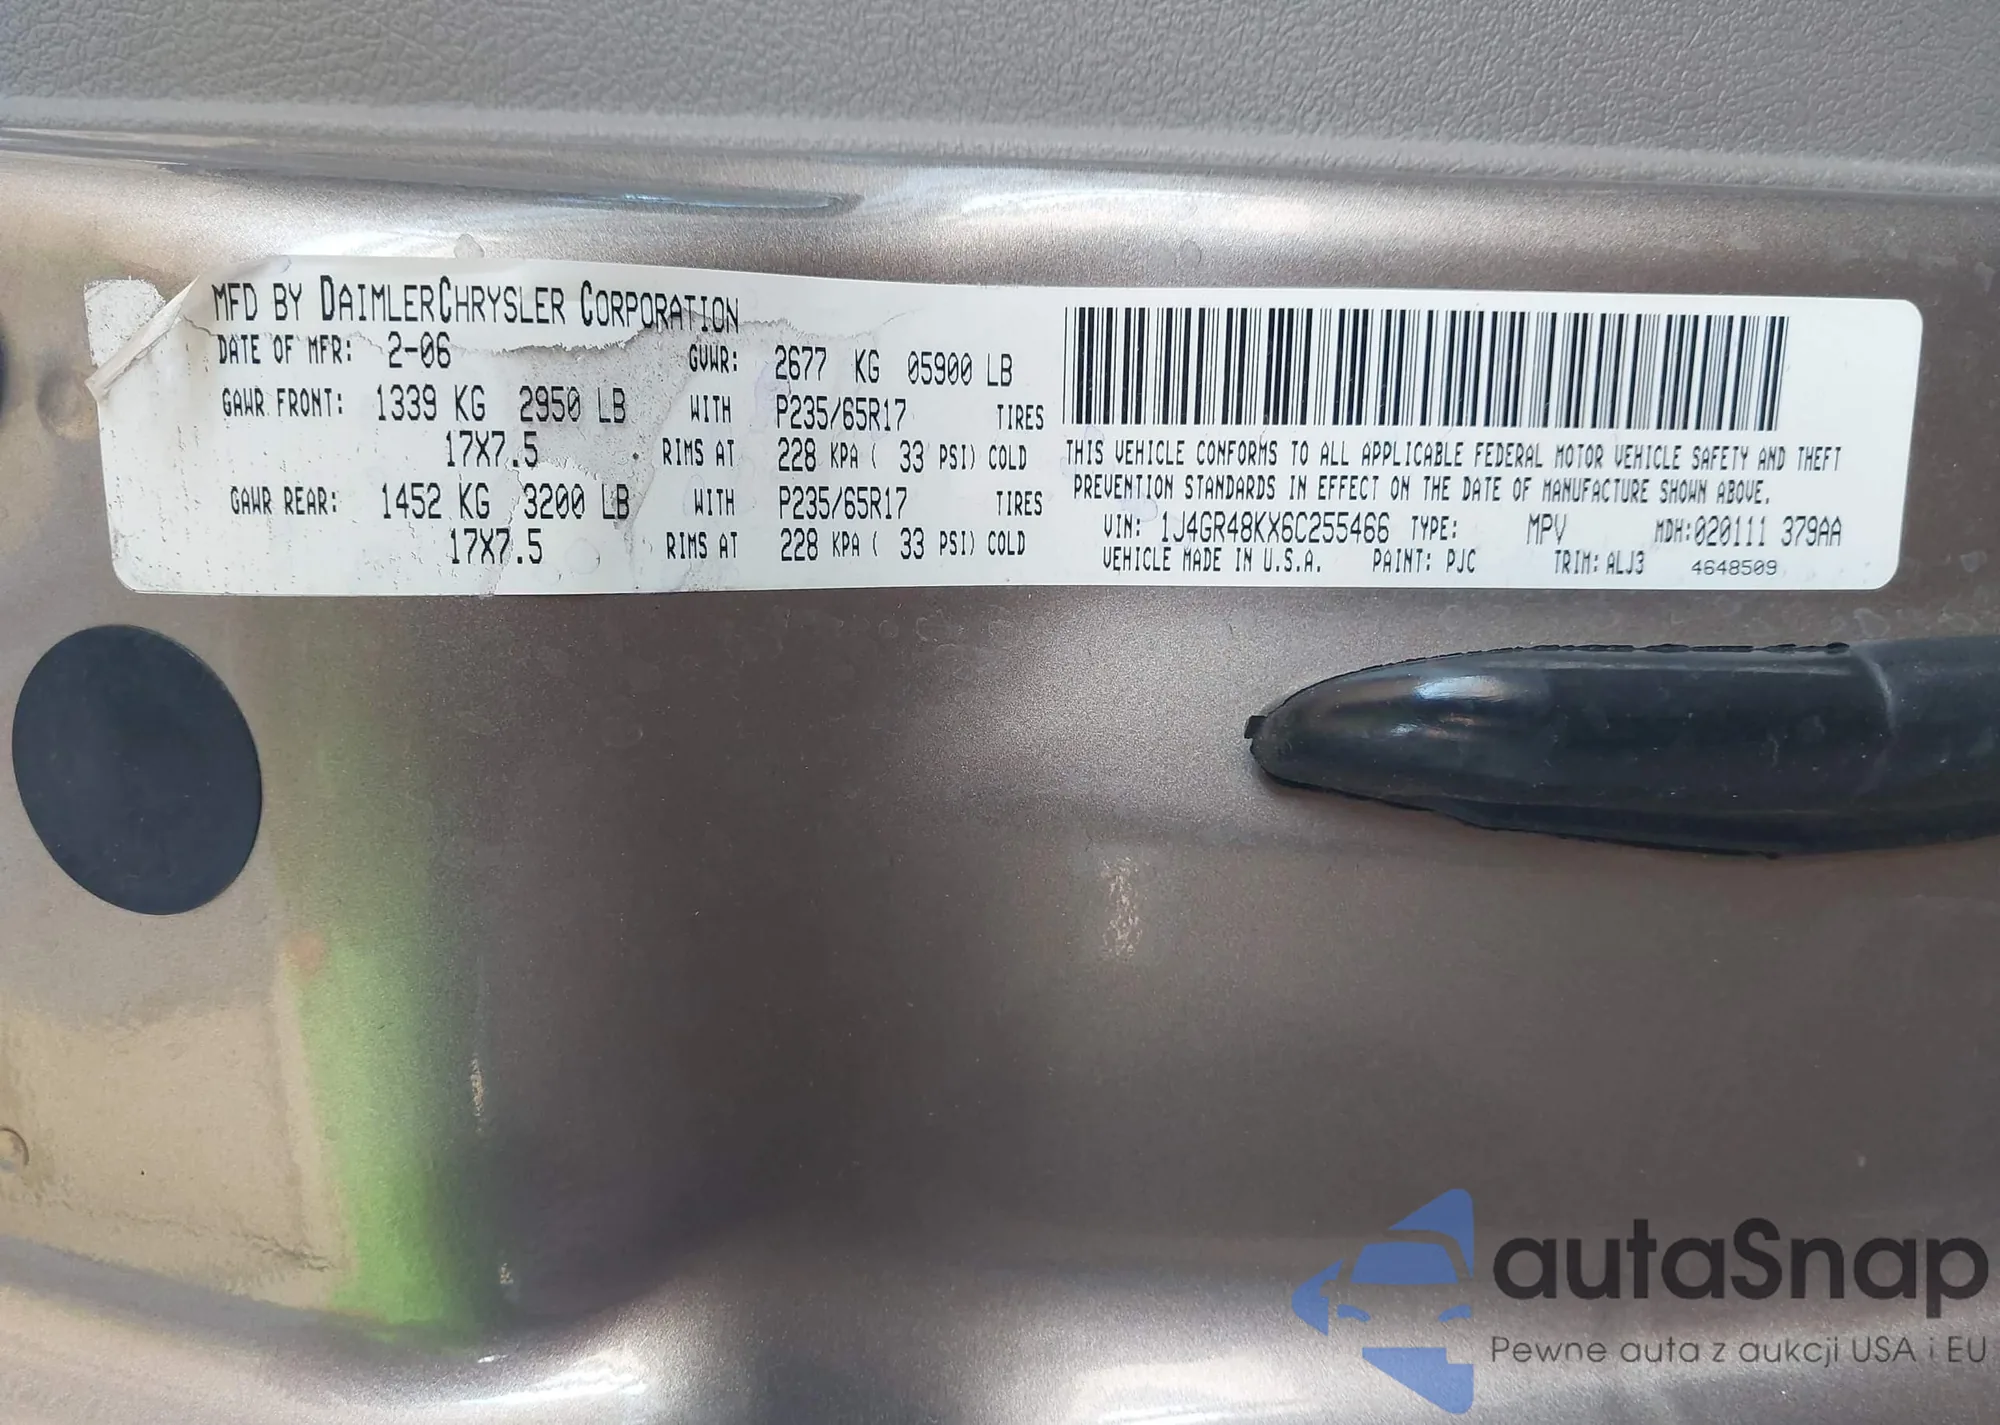 MFD BY DAIMLERCHRYSLER CORPORATION
DATE OF MFR: 2-06 GVWR: 2677 KG 05900 LB
GAWR FRONT: 1339 KG 2950 LB WITH P235/65R17 TIRES
17X7.5 RIMS AT 228 KPA ( 33 PSI) COLD
GAWR REAR: 1452 KG 3200 LB WITH P235/65R17 TIRES
17X7.5 RIMS AT 228 KPA ( 33 PSI) COLD
THIS VEHICLE CONFORMS TO ALL APPLICABLE FEDERAL MOTOR VEHICLE SAFETY AND THEFT
PREVENTION STANDARDS IN EFFECT ON THE DATE OF MANUFACTURE SHOWN ABOVE.
VIN: 1J4GR48KX6C255466 TYPE: MPV MDH:020111 379AA
VEHICLE MADE IN U.S.A. PAINT: PJC TRIM: ALJ3 4648509
autaSnap
Pewne auta z aukcji USA i EU